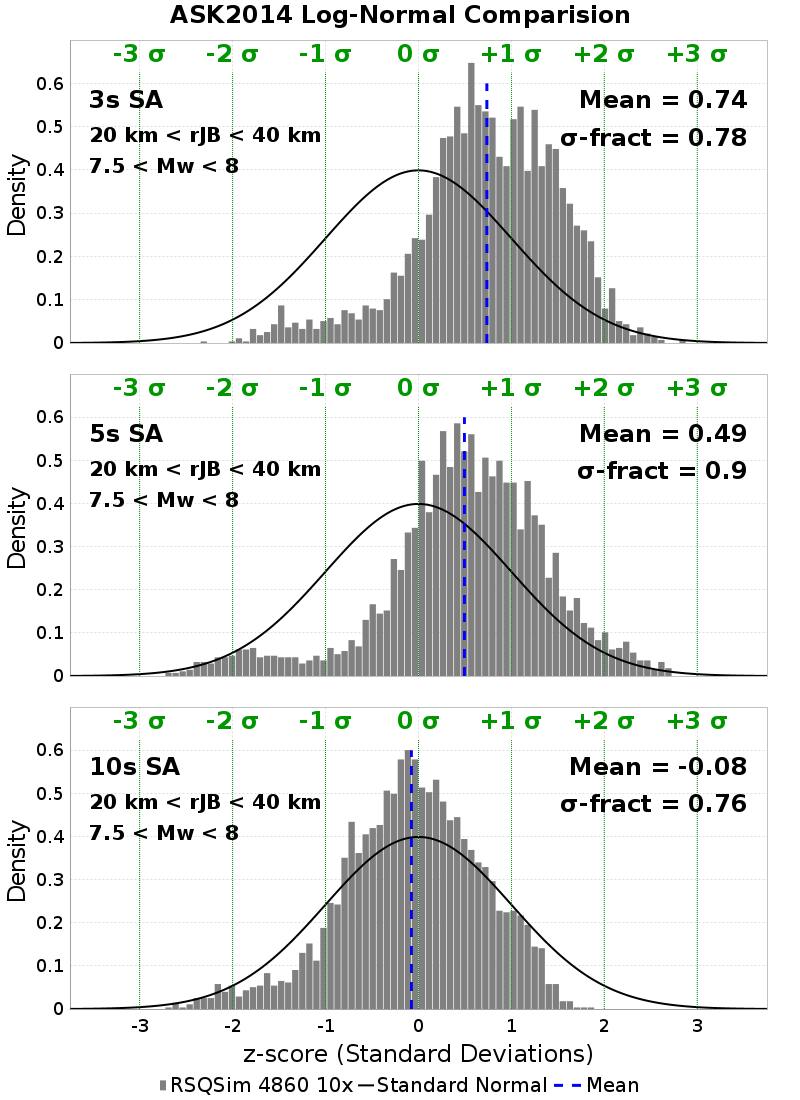 ASK2014 Log-Normal Comparision
-3 σ -2 σ -1 σ 0 σ +1 σ +2 σ +3 σ
3s SA
Mean = 0.74
20 km < rJB < 40 km
σ-fract = 0.78
7.5 < Mw < 8
Density
0.6
0.5
0.4
0.3
0.2
0.1
0
-3 σ -2 σ -1 σ 0 σ +1 σ +2 σ +3 σ
5s SA
Mean = 0.49
20 km < rJB < 40 km
σ-fract = 0.9
7.5 < Mw < 8
Density
0.6
0.5
0.4
0.3
0.2
0.1
0
-3 σ -2 σ -1 σ 0 σ +1 σ +2 σ +3 σ
10s SA
Mean = -0.08
20 km < rJB < 40 km
σ-fract = 0.76
7.5 < Mw < 8
Density
0.6
0.5
0.4
0.3
0.2
0.1
0
-3 -2 -1 0 1 2 3
z-score (Standard Deviations)
RSQSim 4860 10x Standard Normal Mean